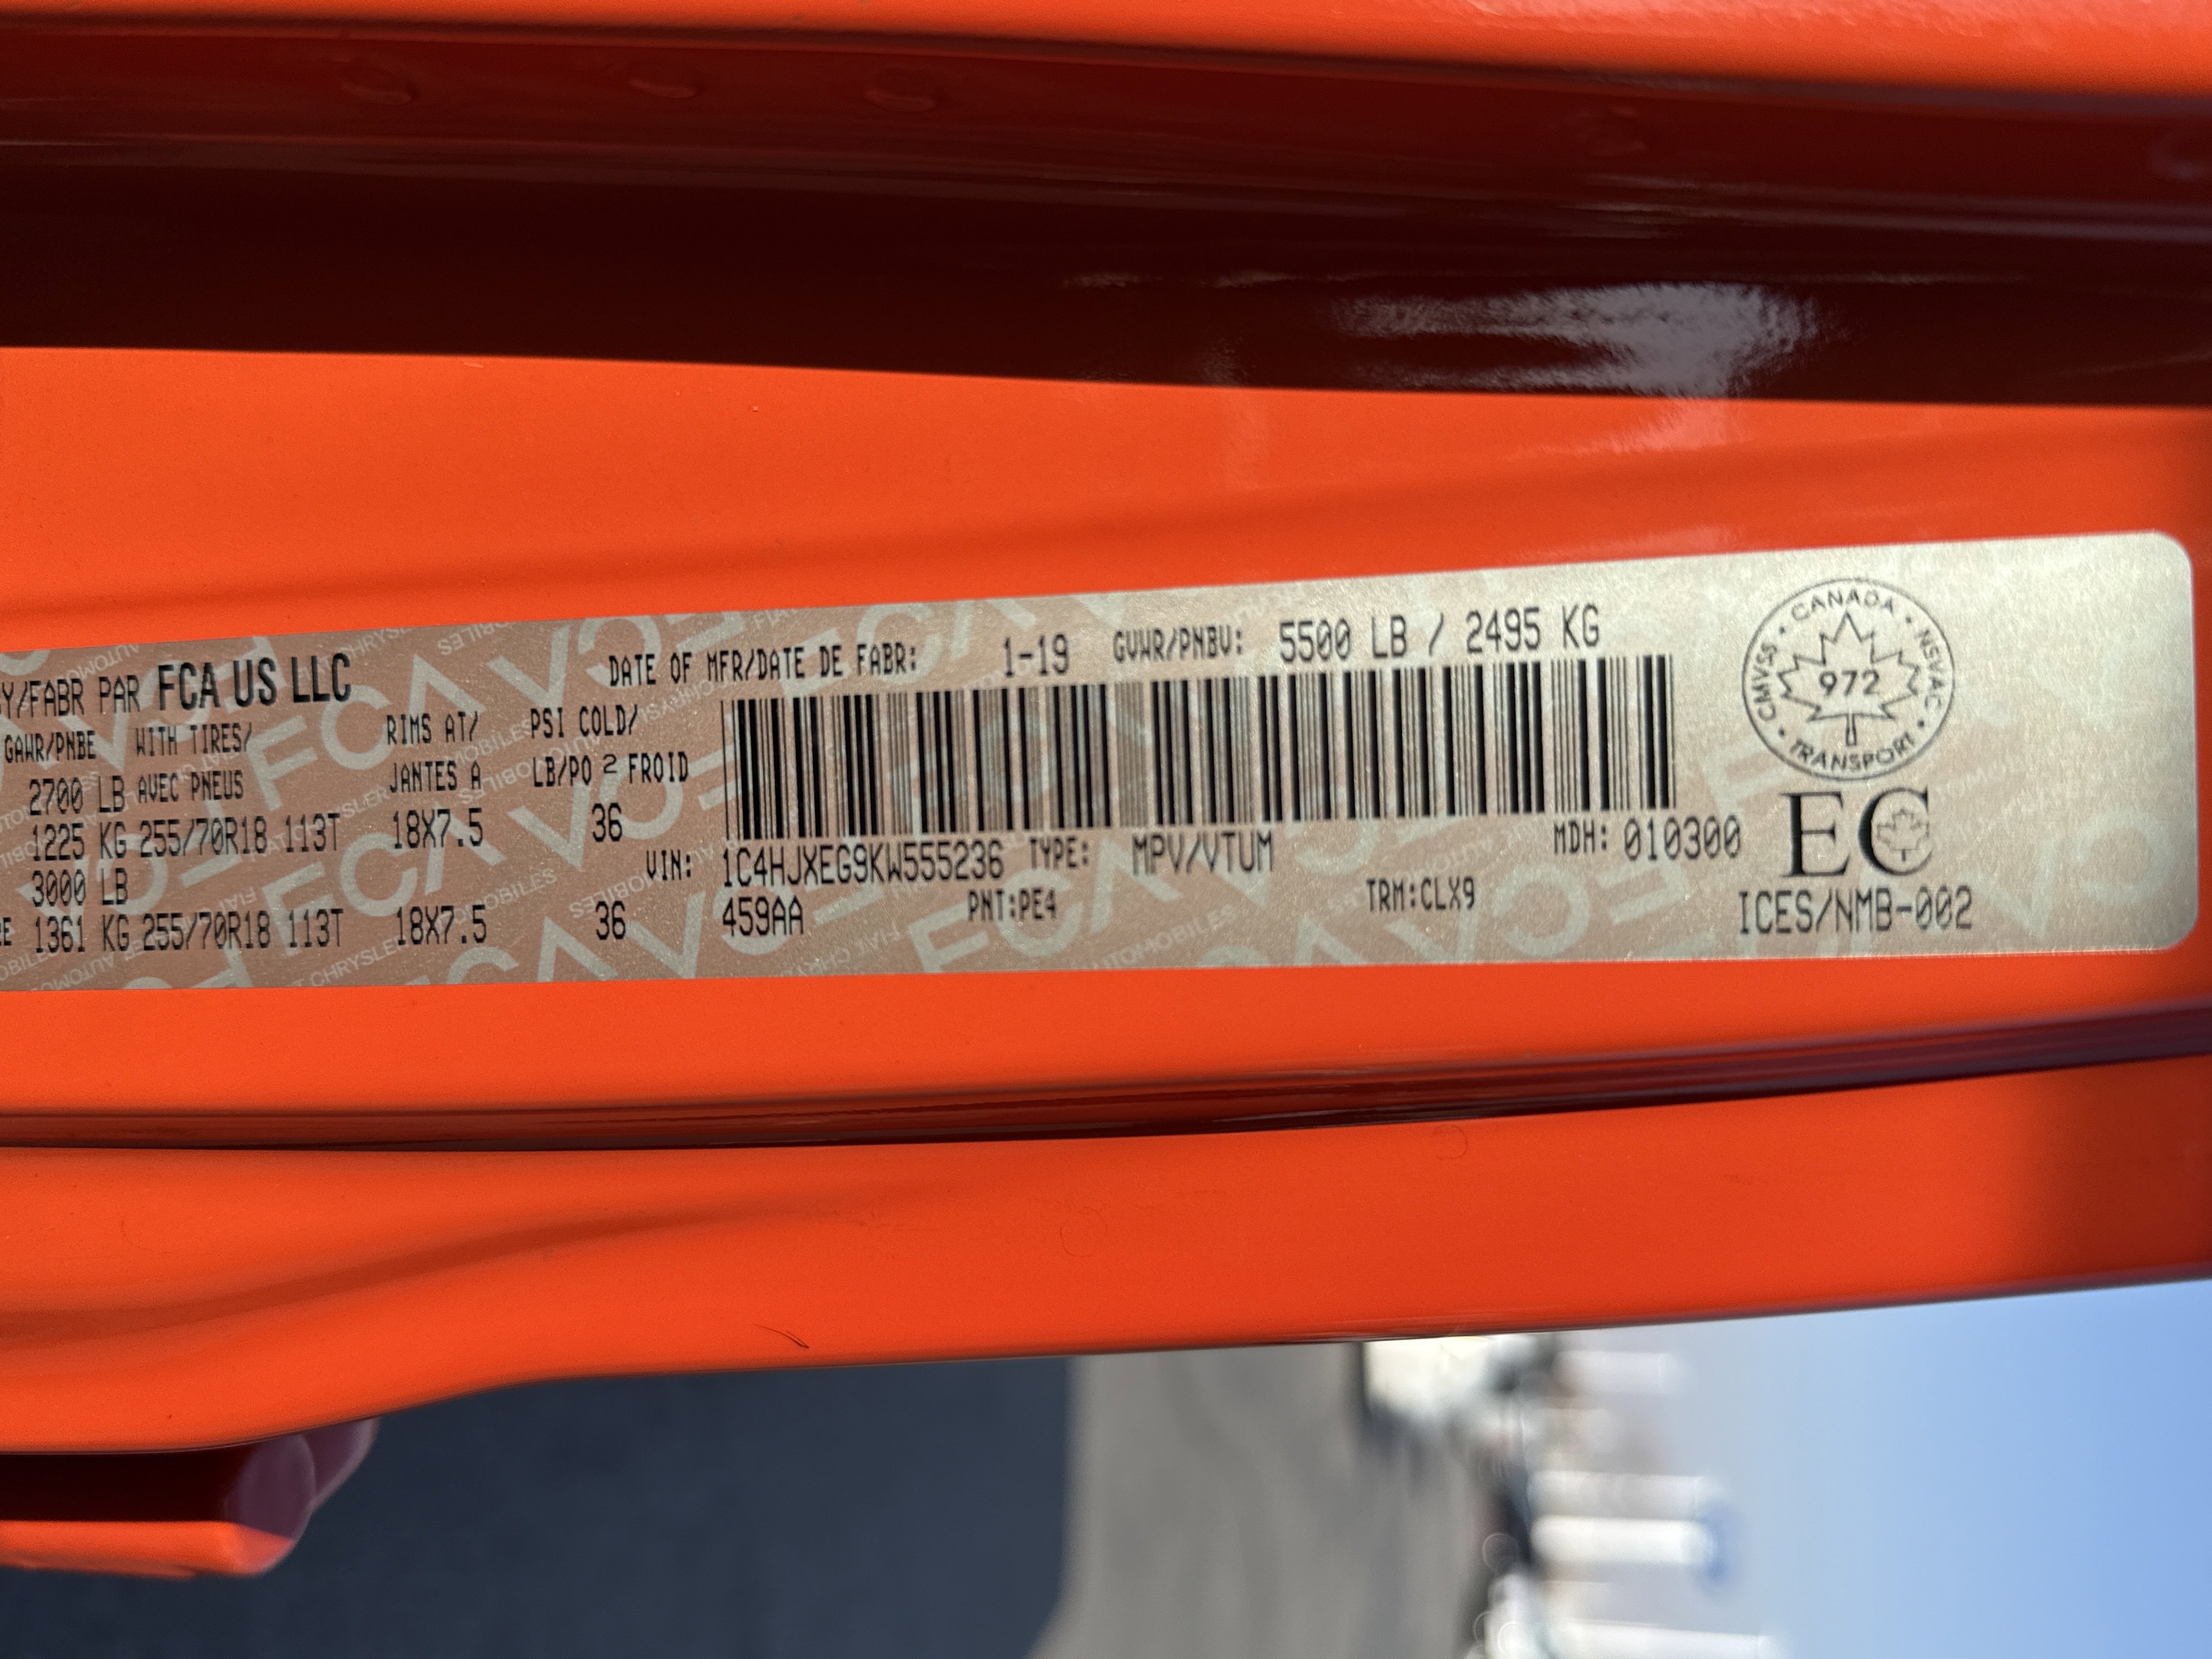 BY/FABR PAR FCA US LLC
DATE OF MFR/DATE DE FABR: 1-19 GVWR/PNBV: 5500 LB / 2495 KG
GAWR/PNBE WITH TIRES/ RIMS AT/ PSI COLD/
AVEC PNEUS JANTES A LB/PO 2 FROID
2700 LB
1225 KG 255/70R18 113T 18X7.5 36
3000 LB
1361 KG 255/70R18 113T 18X7.5 36
VIN: 1C4HJXEG9KW555236 TYPE: MPV/VTUM MDH: 010300
459AA PNT:PE4 TRM:CLX9
CANADA
CMVSS • NSVAC
972
TRANSPORT
EC
ICES/NMB-002